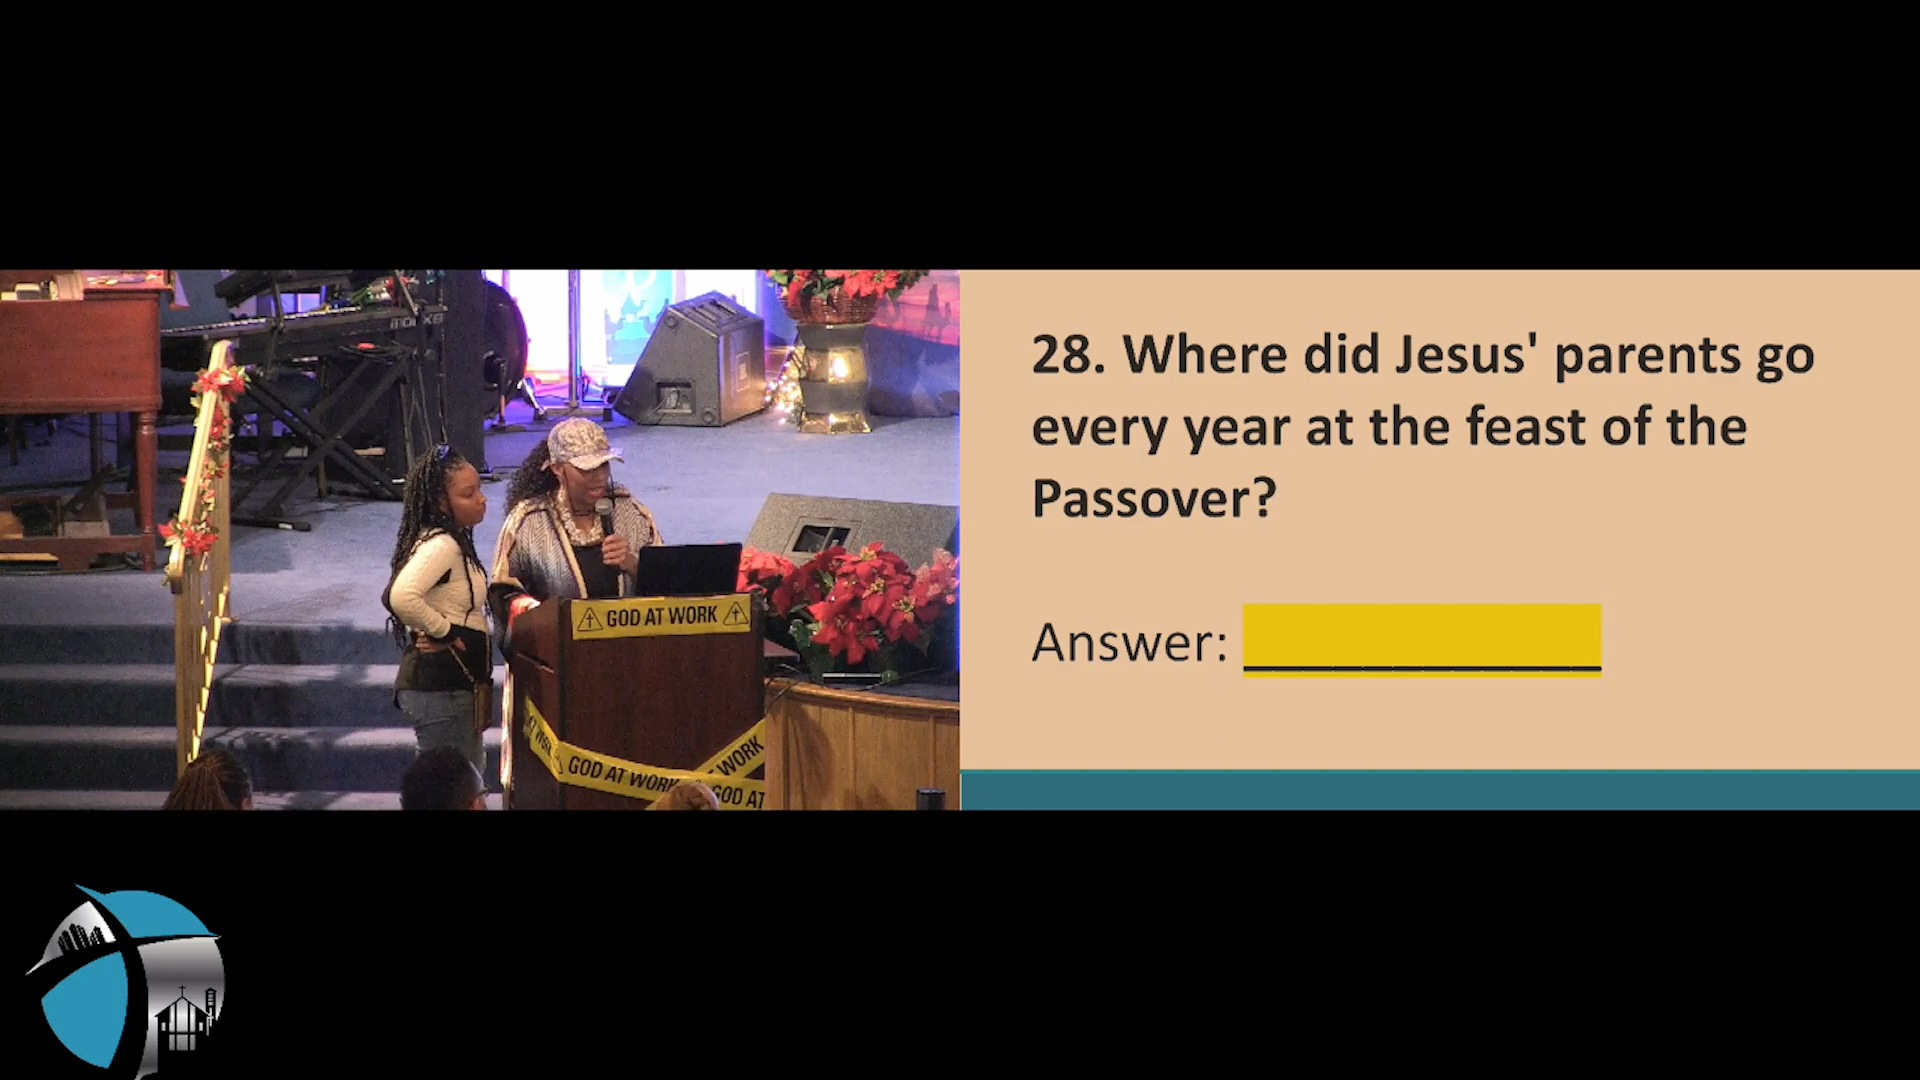 28. Where did Jesus' parents go
every year at the feast of the
Passover?
Answer:
GOD AT WORK
GOD AT WORK
WORK
GOD AT